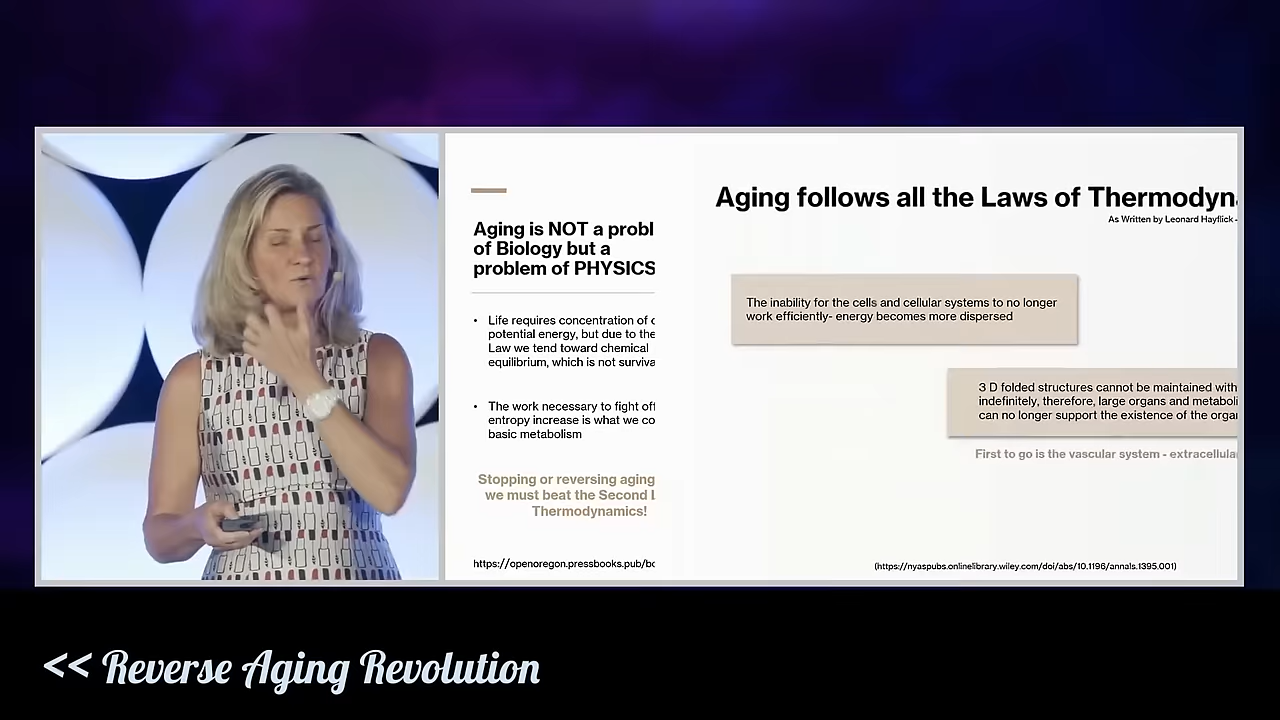 Aging is NOT a probl
of Biology but a
problem of PHYSICS
• Life requires concentration of
potential energy, but due to the
Law we tend toward chemical
equilibrium, which is not surviva
• The work necessary to fight off
entropy increase is what we co
basic metabolism
Stopping or reversing aging
we must beat the Second
Thermodynamics!
https://openoregon.pressbooks.pub/bc
Aging follows all the Laws of Thermodyn
As Written by Leonard Hayflick -
The inability for the cells and cellular systems to no longer
work efficiently- energy becomes more dispersed
3 D folded structures cannot be maintained with
indefinitely, therefore, large organs and metaboli
can no longer support the existence of the orga
First to go is the vascular system - extracellular
(https://nyaspubs.onlinelibrary.wiley.com/doi/abs/10.1196/annals.1395.001)
<< Reverse Aging Revolution